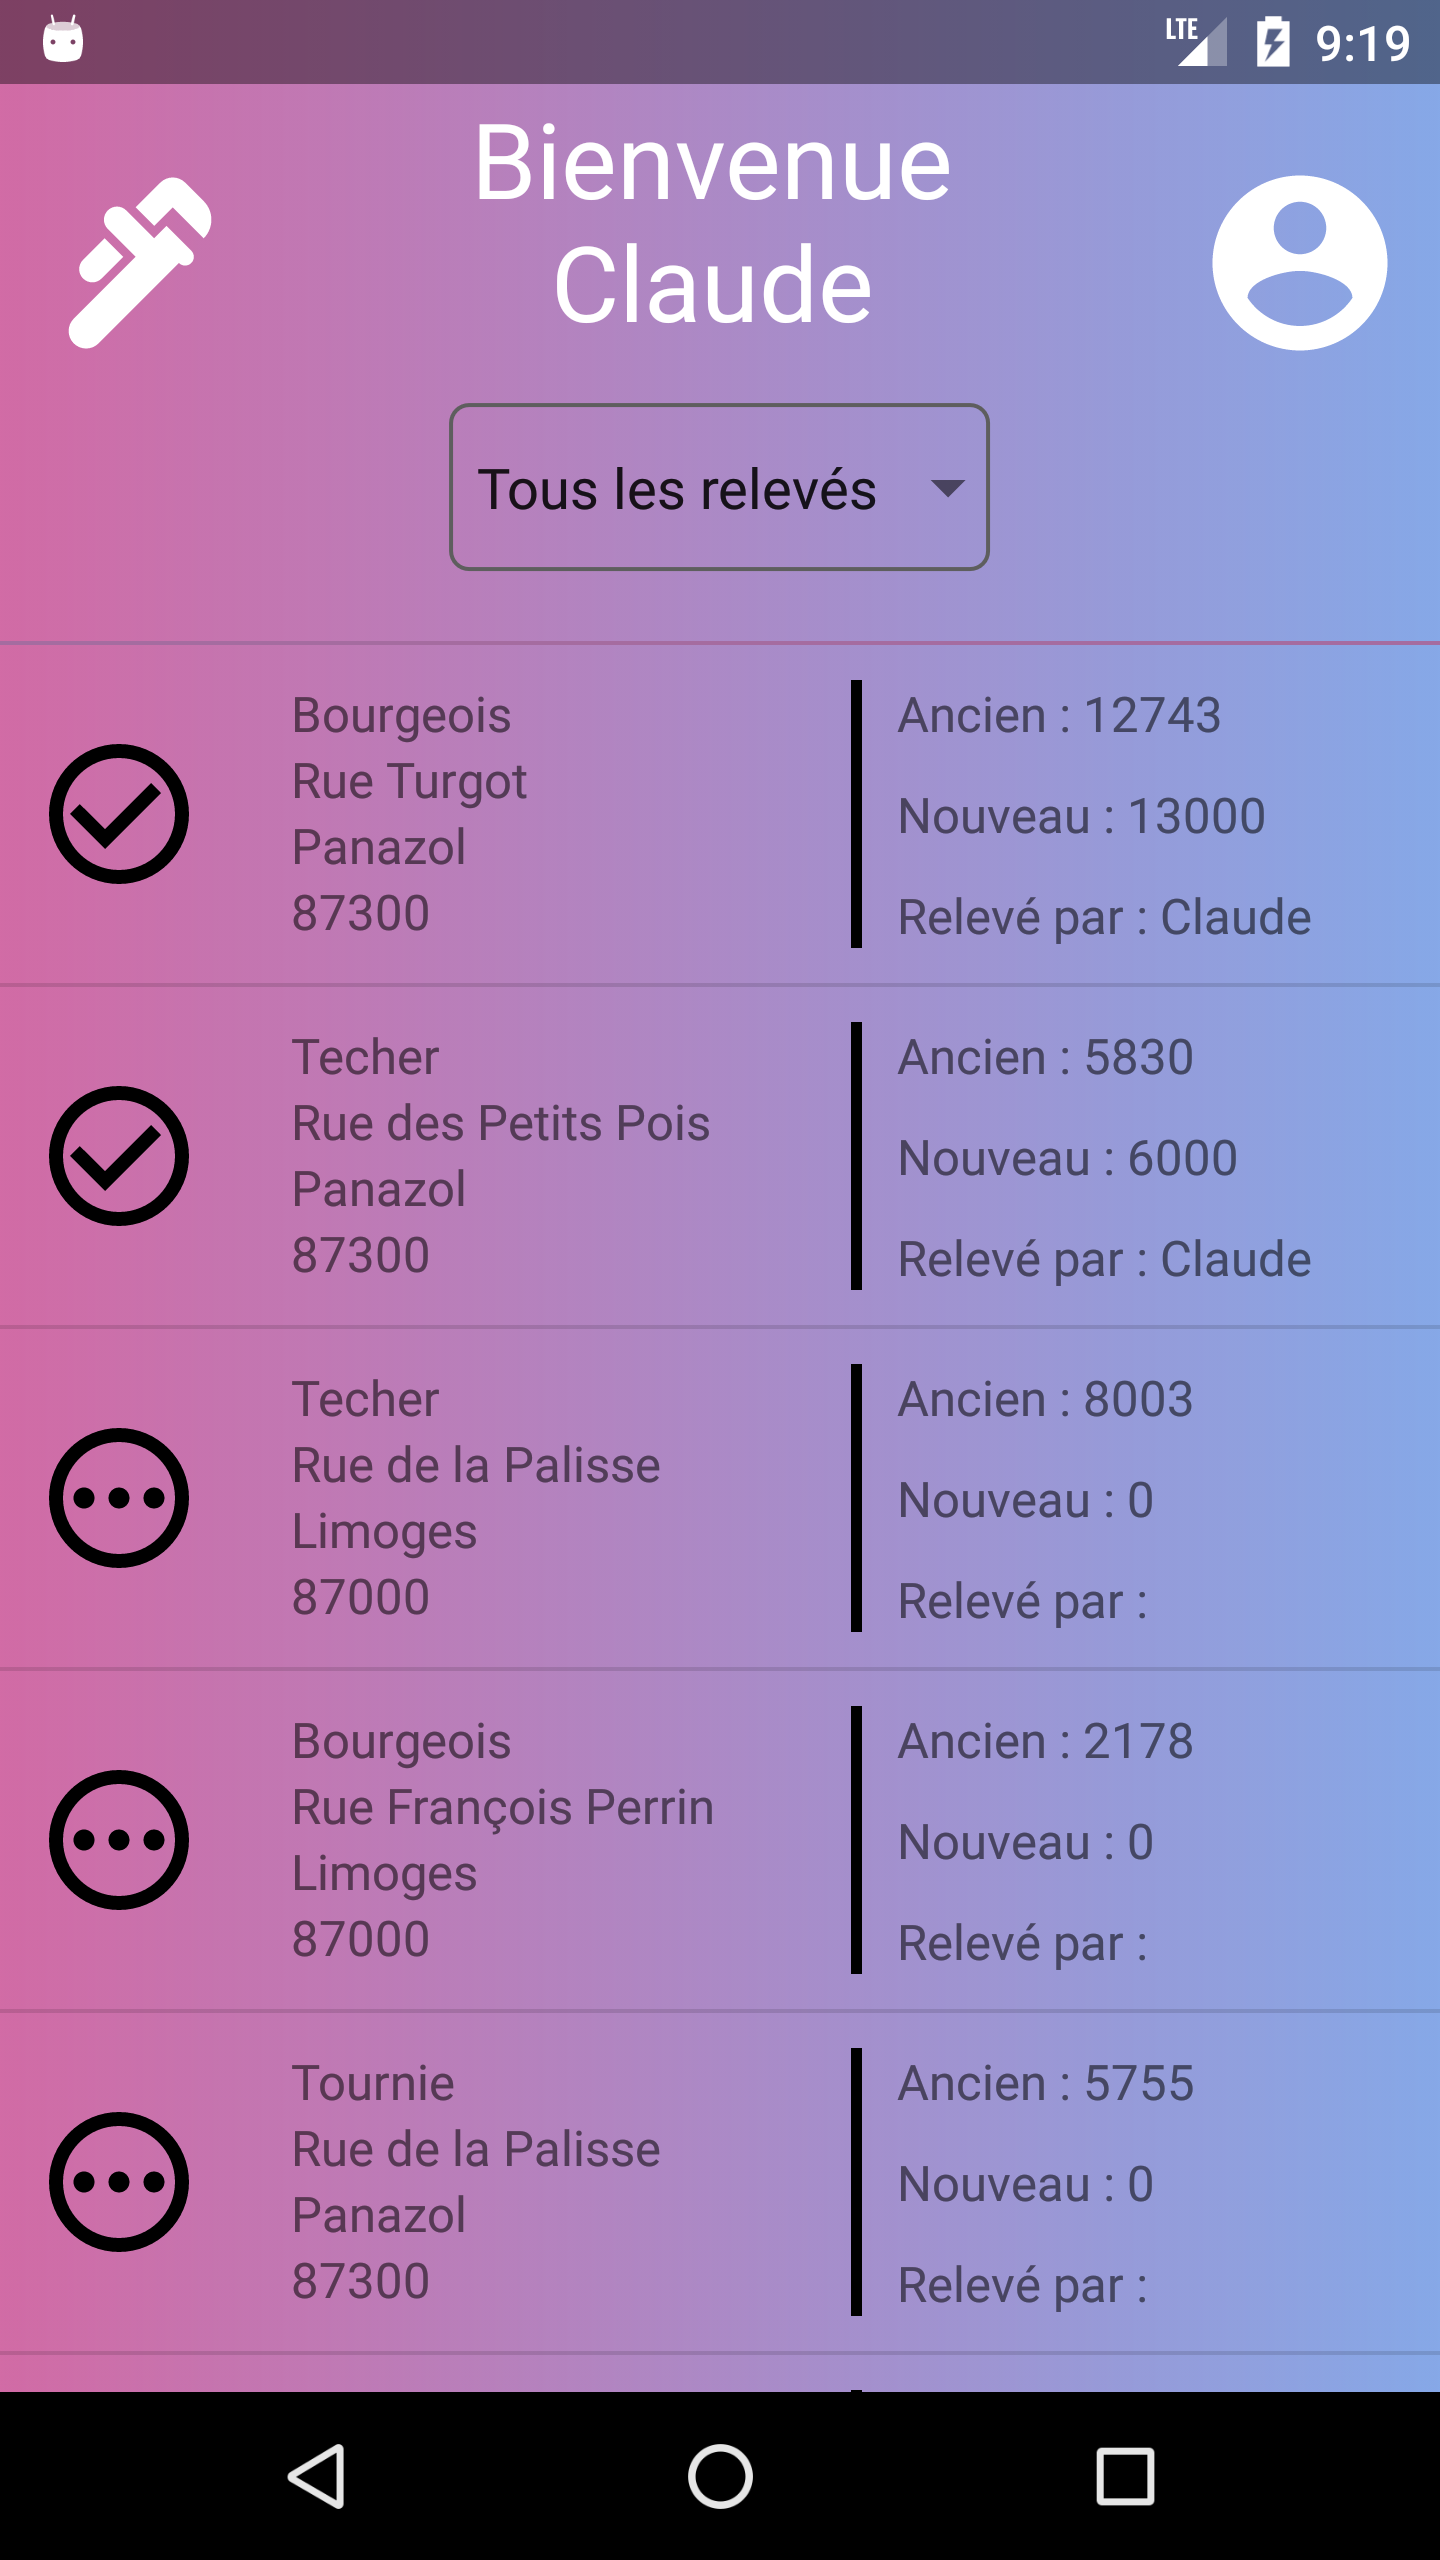 LTE 9:19
Bienvenue
Claude
Tous les relevés
Bourgeois
Rue Turgot
Panazol
87300
Ancien : 12743
Nouveau : 13000
Relevé par : Claude
Techer
Rue des Petits Pois
Panazol
87300
Ancien : 5830
Nouveau : 6000
Relevé par : Claude
Techer
Rue de la Palisse
Limoges
87000
Ancien : 8003
Nouveau : 0
Relevé par :
Bourgeois
Rue François Perrin
Limoges
87000
Ancien : 2178
Nouveau : 0
Relevé par :
Tournie
Rue de la Palisse
Panazol
87300
Ancien : 5755
Nouveau : 0
Relevé par :